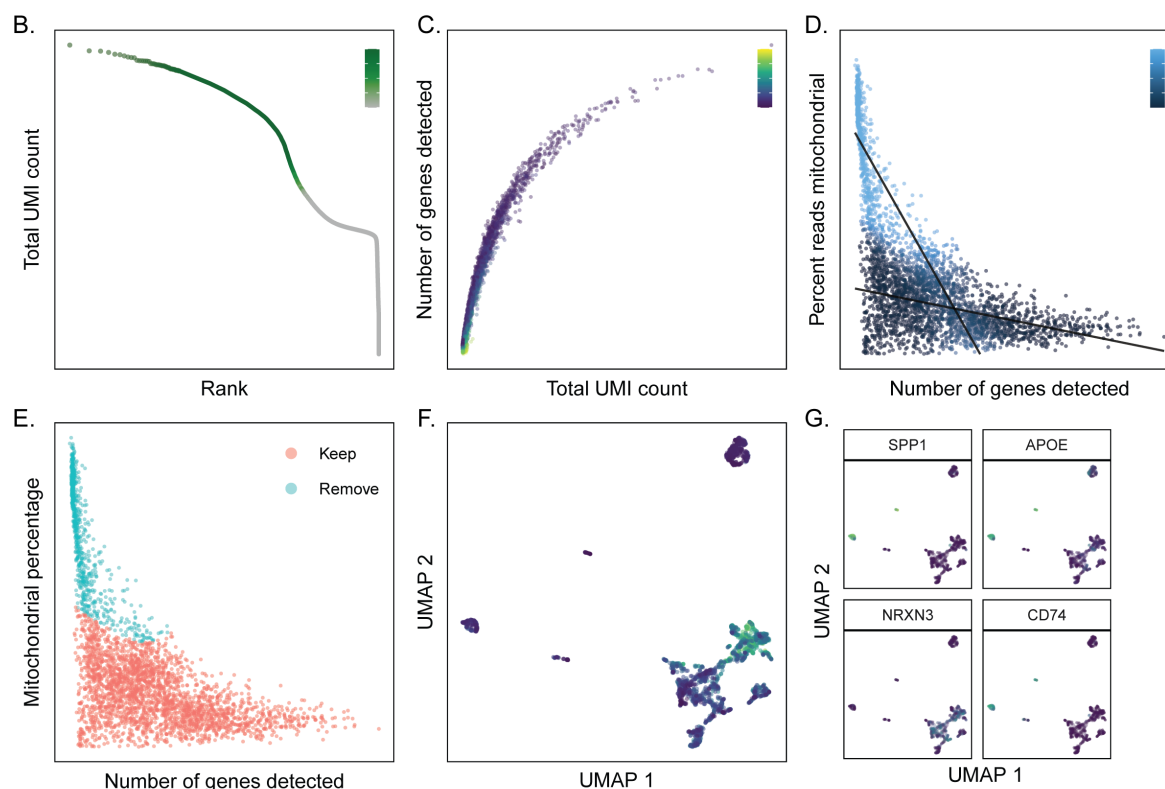 B.
Total UMI count
Rank
C.
Number of genes detected
Total UMI count
D.
Percent reads mitochondrial
Number of genes detected
E.
Mitochondrial percentage
Keep
Remove
Number of genes detected
F.
UMAP 2
UMAP 1
G.
SPP1
APOE
NRXN3
CD74
UMAP 2
UMAP 1